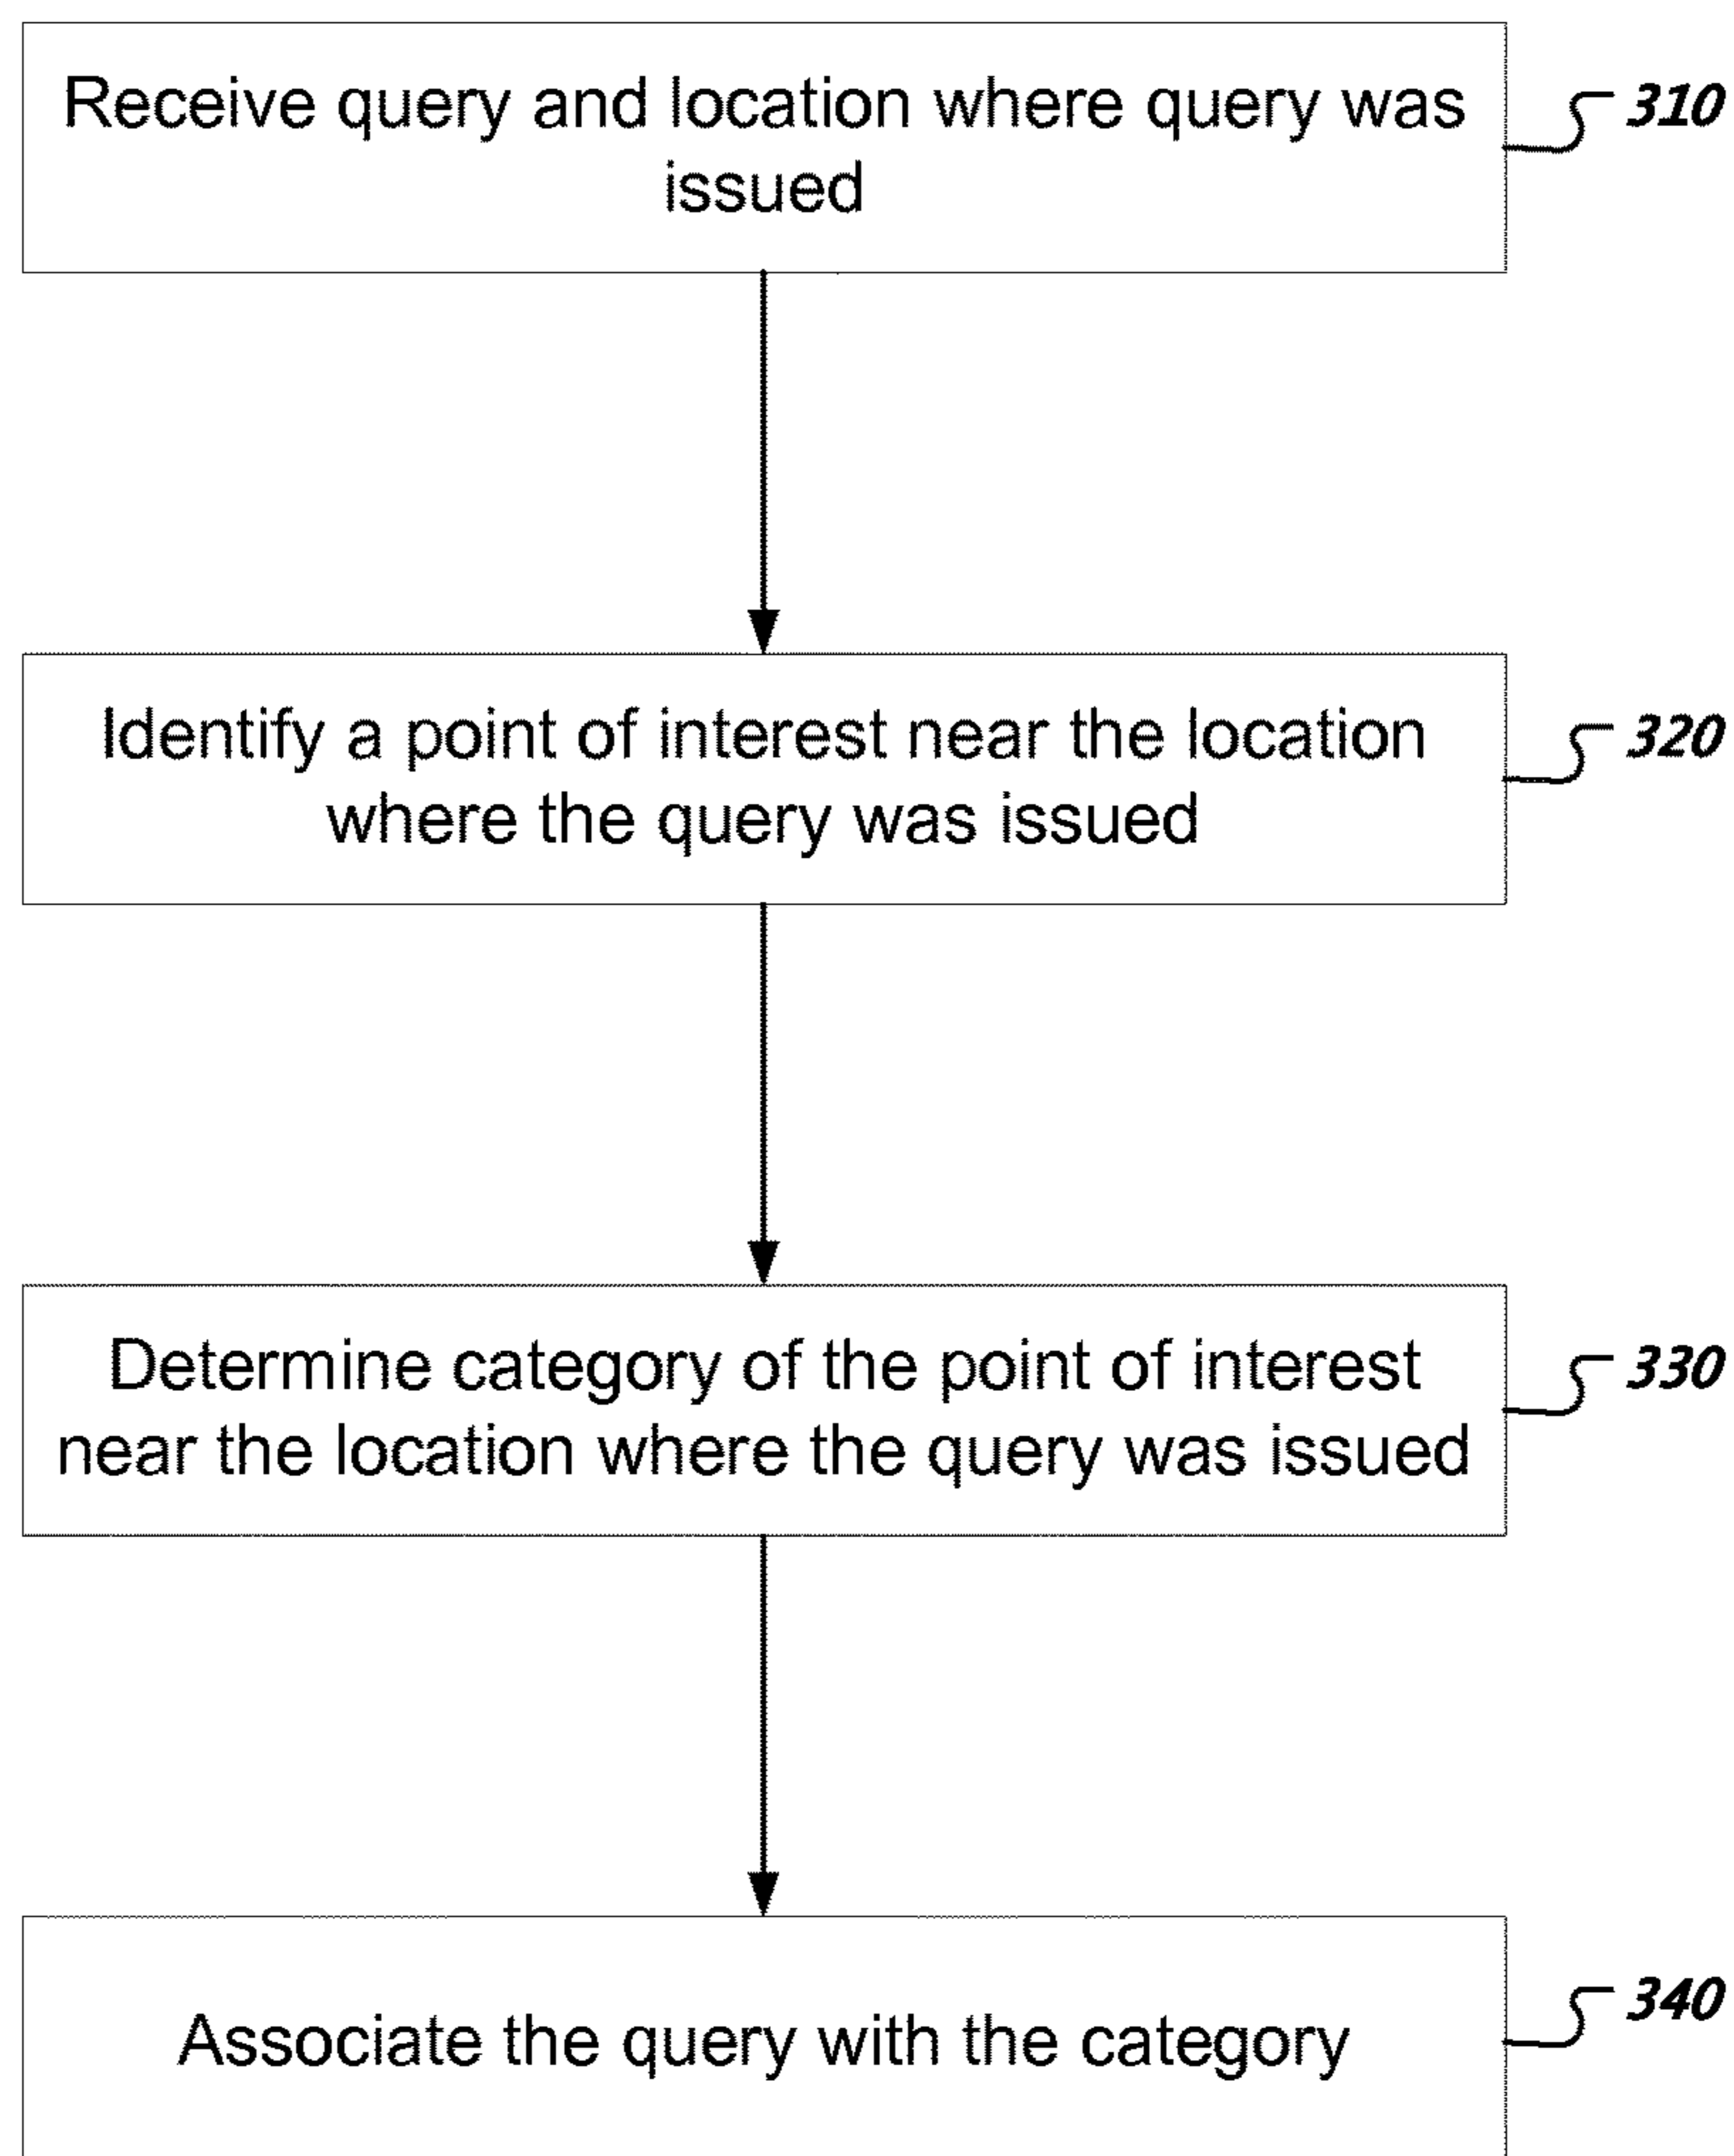 Receive query and location where query was
issued
310
Identify a point of interest near the location
where the query was issued
320
Determine category of the point of interest
near the location where the query was issued
330
Associate the query with the category
340